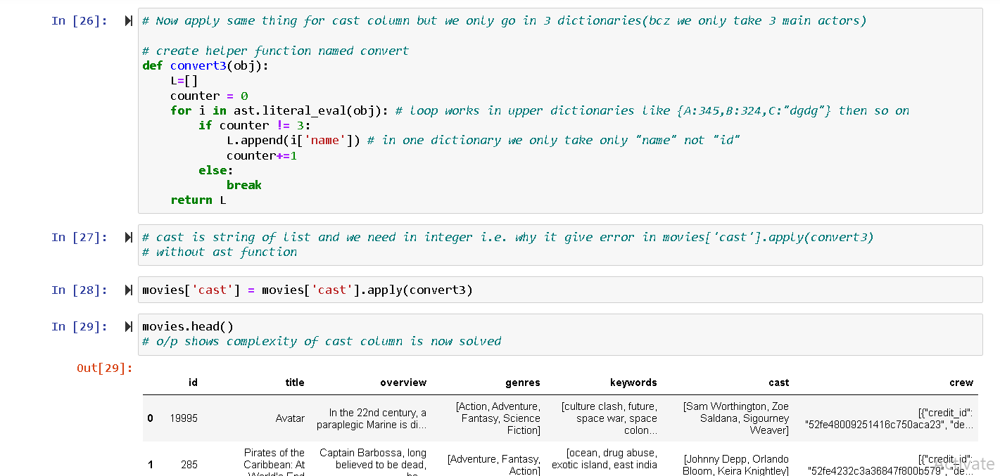 In [26]:
# Now apply same thing for cast column but we only go in 3 dictionaries(bcz we only take 3 main actors)
# create helper function named convert
def convert3(obj):
L=[]
counter = 0
for i in ast.literal_eval(obj): # loop works in upper dictionaries like {A:345,B:324,C:"dgdg"} then so on
if counter != 3:
L.append(i['name']) # in one dictionary we only take only "name" not "id"
counter+=1
else:
break
return L
In [27]:
# cast is string of list and we need in integer i.e. why it give error in movies['cast'].apply(convert3)
# without ast function
In [28]:
movies['cast'] = movies['cast'].apply(convert3)
In [29]:
movies.head()
# o/p shows complexity of cast column is now solved
Out[29]:
id title overview genres keywords cast crew
0 19995 Avatar
In the 22nd century, a
paraplegic Marine is di...
[Action, Adventure,
Fantasy, Science
Fiction]
[culture clash, future,
space war, space
colon...
[Sam Worthington, Zoe
Saldana, Sigourney
Weaver]
[{"credit_id":
"52fe48009251416c750aca23", "de...
1 285
Pirates of the
Caribbean: At
World's End
Captain Barbossa, long
believed to be dead,
[Adventure, Fantasy,
Action]
[ocean, drug abuse,
exotic island, east india
[Johnny Depp, Orlando
Bloom, Keira Knightley]
[{"credit_id":
"52fe4232c3a36847f800b579", "de...
Activate